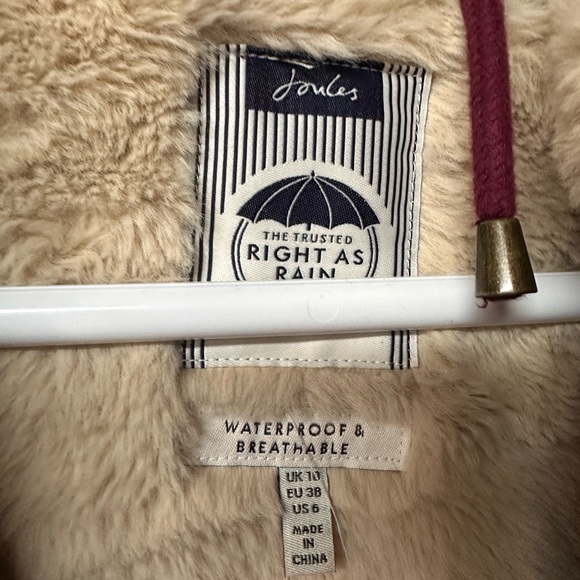 Joules
THE TRUSTED
RIGHT AS
RAIN
WATERPROOF &
BREATHABLE
UK 10
EU 38
US 6
MADE
IN
CHINA